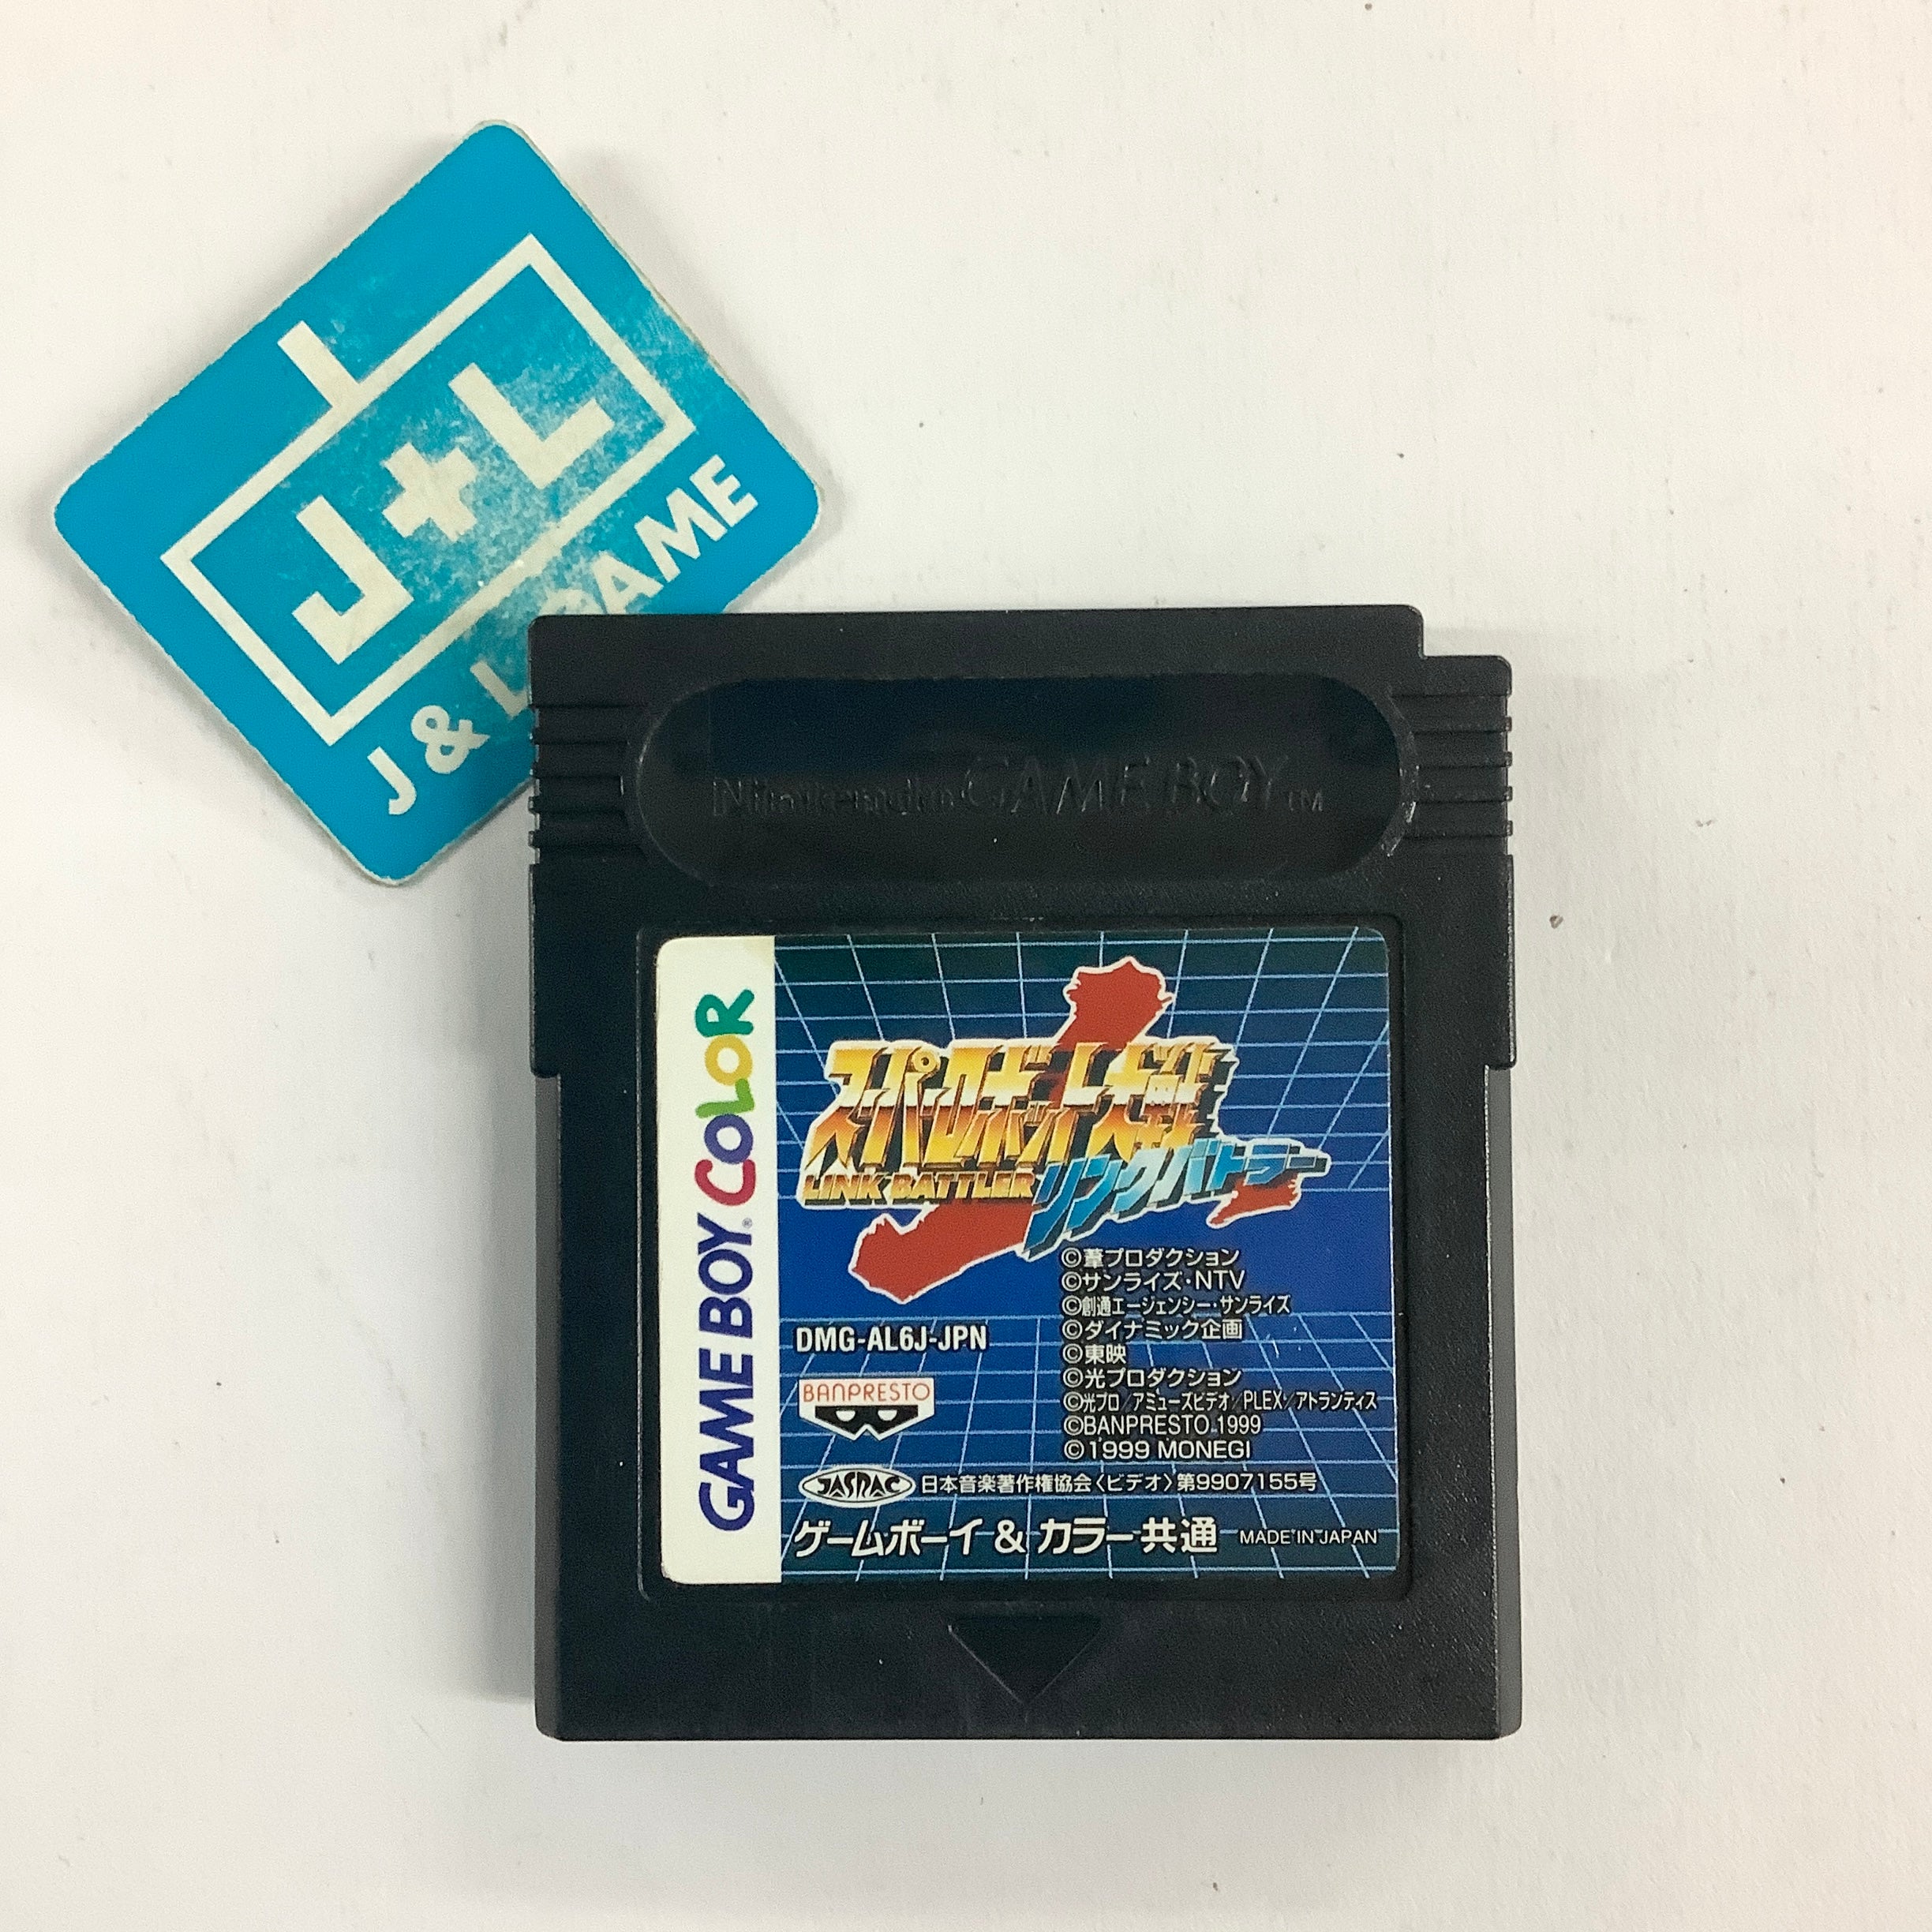 J+L
J & L GAME
Nintendo GAME BOY TM
GAME BOY COLOR
スーパーロボット大戦
LINK BATTLER リンクバトラー
©葦プロダクション
©サンライズ・NTV
©創通エージェンシー・サンライズ
©ダイナミック企画
©東映
©光プロダクション
©光プロ/アミューズビデオ/PLEX/アトランティス
©BANPRESTO 1999
©1999 MONEGI
DMG-AL6J-JPN
BANPRESTO
JASRAC 日本音楽著作権協会〈ビデオ〉第9907155号
ゲームボーイ & カラー共通 MADE IN JAPAN